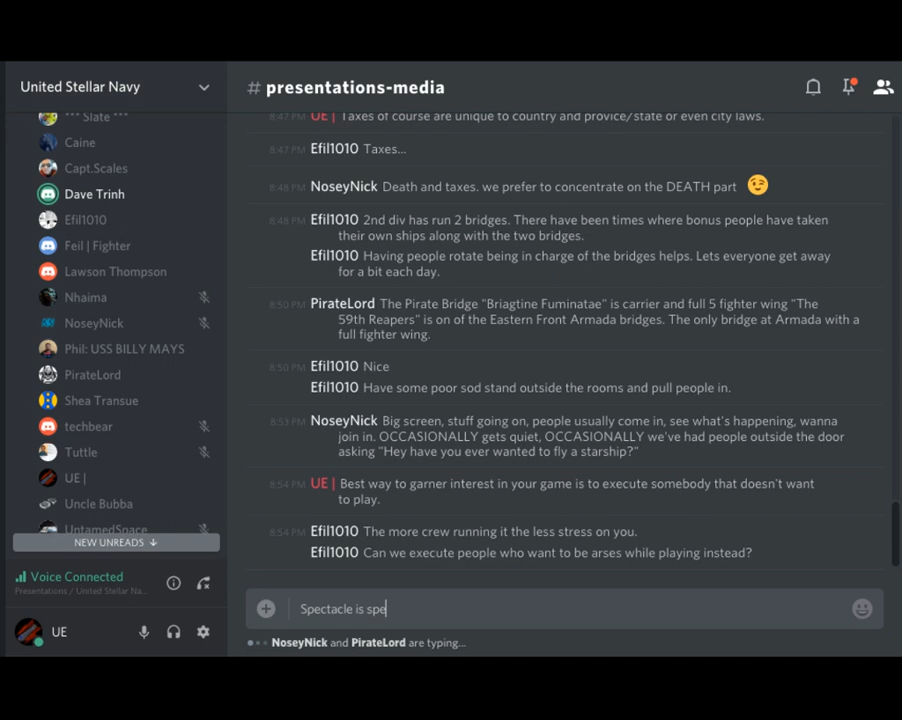 United Stellar Navy
*** Slate ***
Caine
Capt.Scales
Dave Trinh
Efil1010
Feil | Fighter
Lawson Thompson
Nhaima
NoseyNick
Phil: USS BILLY MAYS
PirateLord
Shea Transue
techbear
Tuttle
UE |
Uncle Bubba
UntamedSpace
NEW UNREADS ↓
Voice Connected
Presentations / United Stellar Na...
UE
# presentations-media
8:47 PM UE | Taxes of course are unique to country and provice/state or even city laws.
8:47 PM Efil1010 Taxes...
8:48 PM NoseyNick Death and taxes. we prefer to concentrate on the DEATH part 😉
8:48 PM Efil1010 2nd div has run 2 bridges. There have been times where bonus people have taken
their own ships along with the two bridges.
Efil1010 Having people rotate being in charge of the bridges helps. Lets everyone get away
for a bit each day.
8:50 PM PirateLord The Pirate Bridge "Briagtine Fuminatae" is carrier and full 5 fighter wing "The
59th Reapers" is on of the Eastern Front Armada bridges. The only bridge at Armada with a
full fighter wing.
8:50 PM Efil1010 Nice
Efil1010 Have some poor sod stand outside the rooms and pull people in.
8:53 PM NoseyNick Big screen, stuff going on, people usually come in, see what's happening, wanna
join in. OCCASIONALLY gets quiet, OCCASIONALLY we've had people outside the door
asking "Hey have you ever wanted to fly a starship?"
8:54 PM UE | Best way to garner interest in your game is to execute somebody that doesn't want
to play.
8:54 PM Efil1010 The more crew running it the less stress on you.
Efil1010 Can we execute people who want to be arses while playing instead?
Spectacle is spe
NoseyNick and PirateLord are typing...